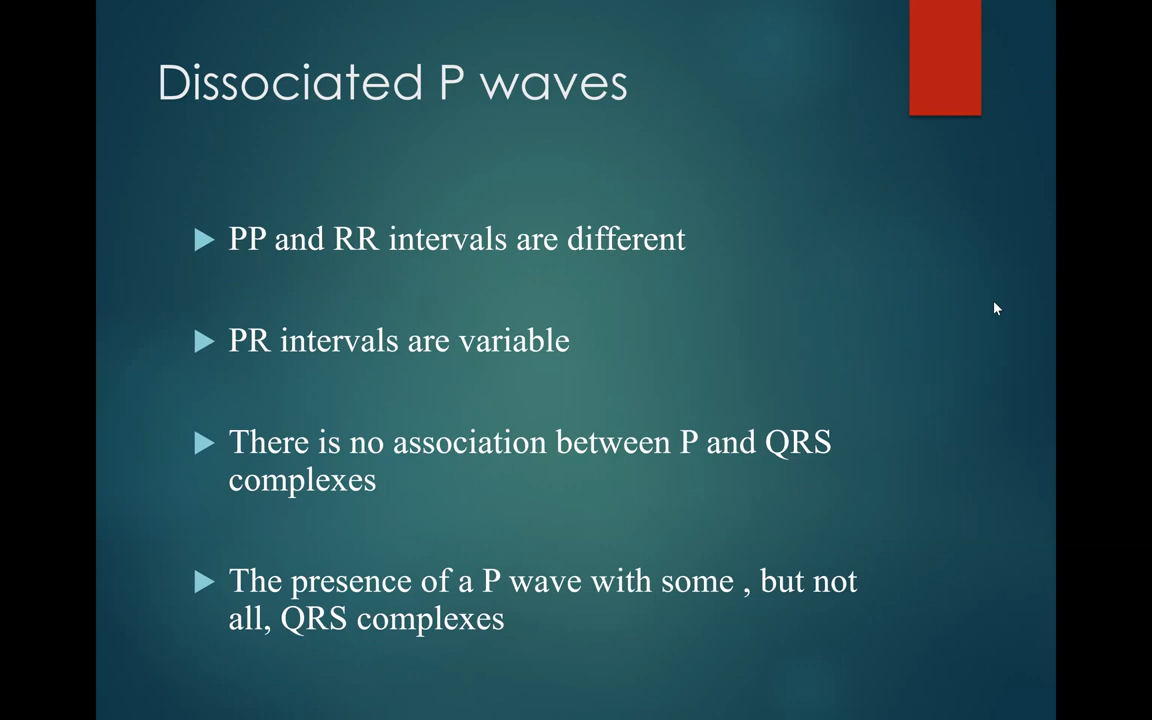 Dissociated P waves
PP and RR intervals are different
PR intervals are variable
There is no association between P and QRS
complexes
The presence of a P wave with some , but not
all, QRS complexes